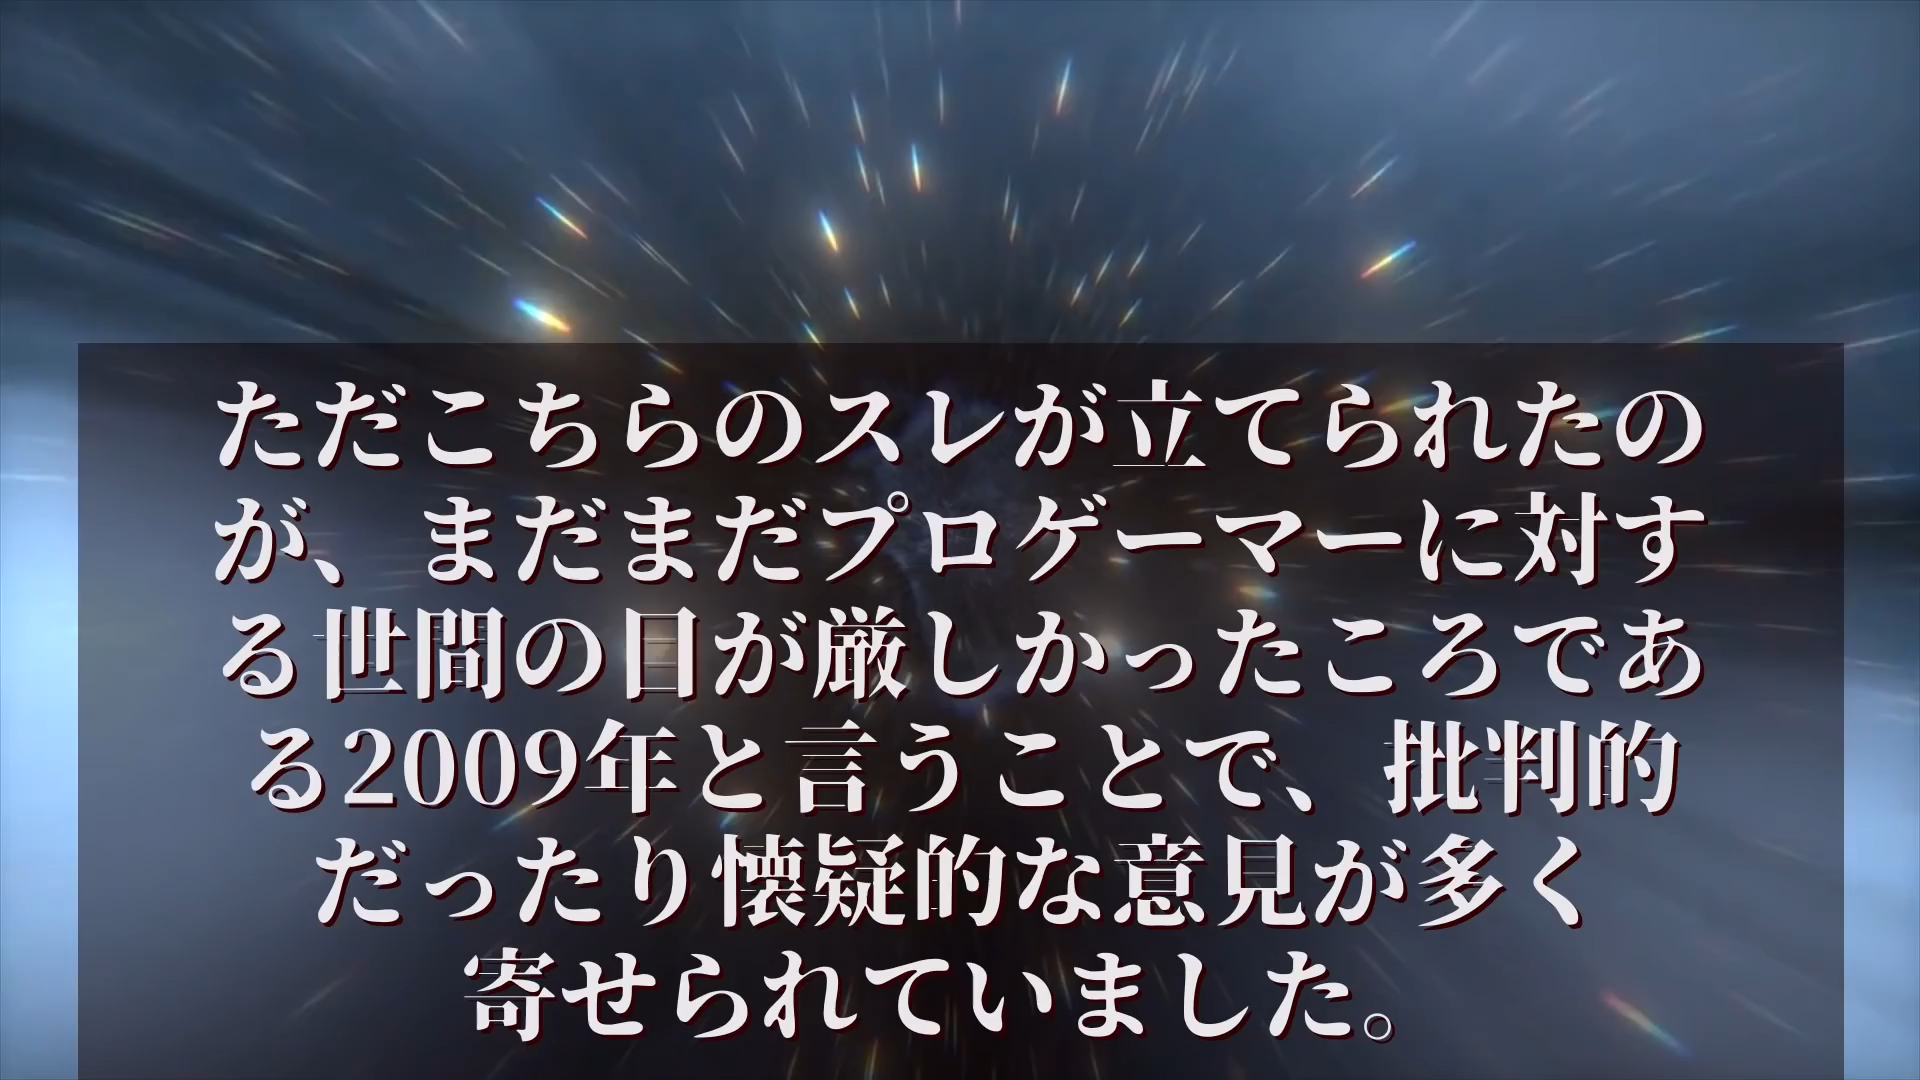 ただこちらのスレが立てられたの
が、まだまだプロゲーマーに対す
る世間の目が厳しかったころであ
る2009年と言うことで、批判的
だったり懐疑的な意見が多く
寄せられていました。